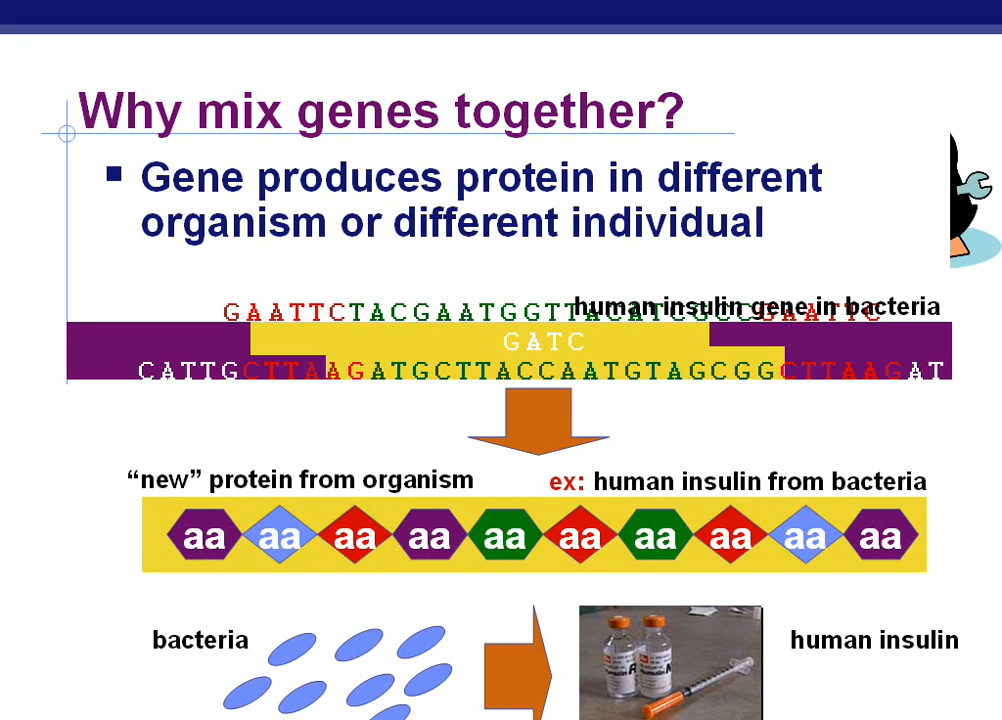 Why mix genes together?
Gene produces protein in different
organism or different individual
human insulin gene in bacteria
GAATTCTACGAATGGTTACATCGCCGAATTC
GATC
CATTGCTTAAGATGCTTACCAATGTAGCGGCTTAAGAT
“new” protein from organism
ex: human insulin from bacteria
aa aa aa aa aa aa aa aa aa aa
bacteria
human insulin